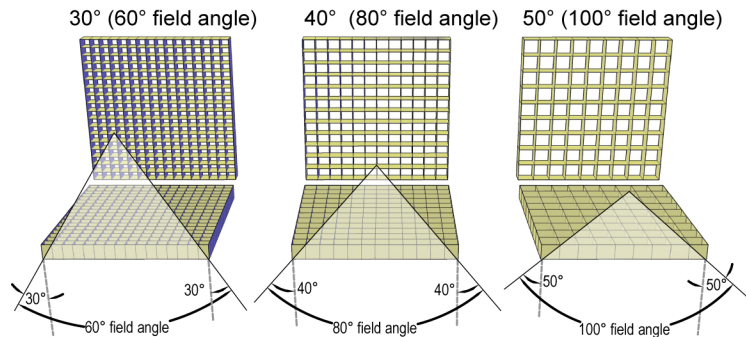 30° (60° field angle)
40° (80° field angle)
50° (100° field angle)
30°
30°
60° field angle
40°
40°
80° field angle
50°
50°
100° field angle